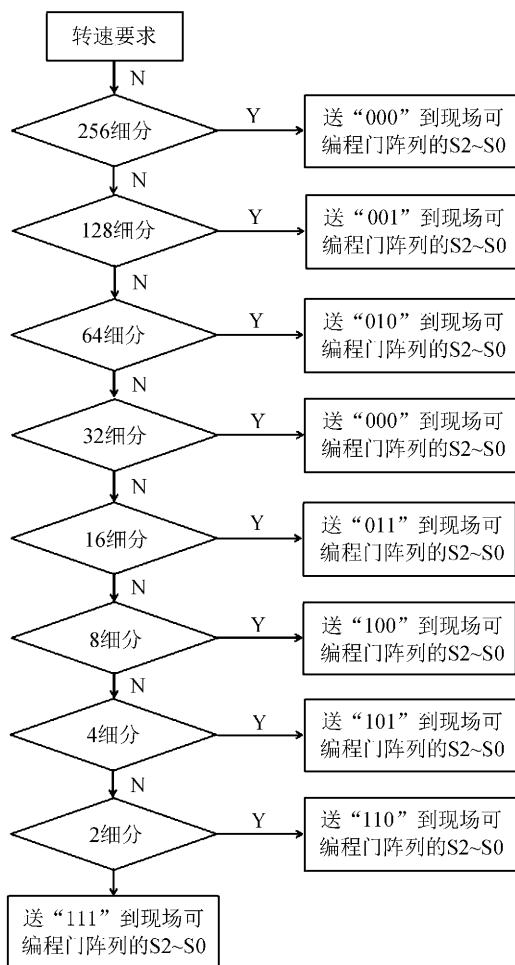 转速要求
N
256细分
Y
送“000”到现场可
编程门阵列的S2~S0
N
128细分
Y
送“001”到现场可
编程门阵列的S2~S0
N
64细分
Y
送“010”到现场可
编程门阵列的S2~S0
N
32细分
Y
送“000”到现场可
编程门阵列的S2~S0
N
16细分
Y
送“011”到现场可
编程门阵列的S2~S0
N
8细分
Y
送“100”到现场可
编程门阵列的S2~S0
N
4细分
Y
送“101”到现场可
编程门阵列的S2~S0
N
2细分
Y
送“110”到现场可
编程门阵列的S2~S0
送“111”到现场可
编程门阵列的S2~S0